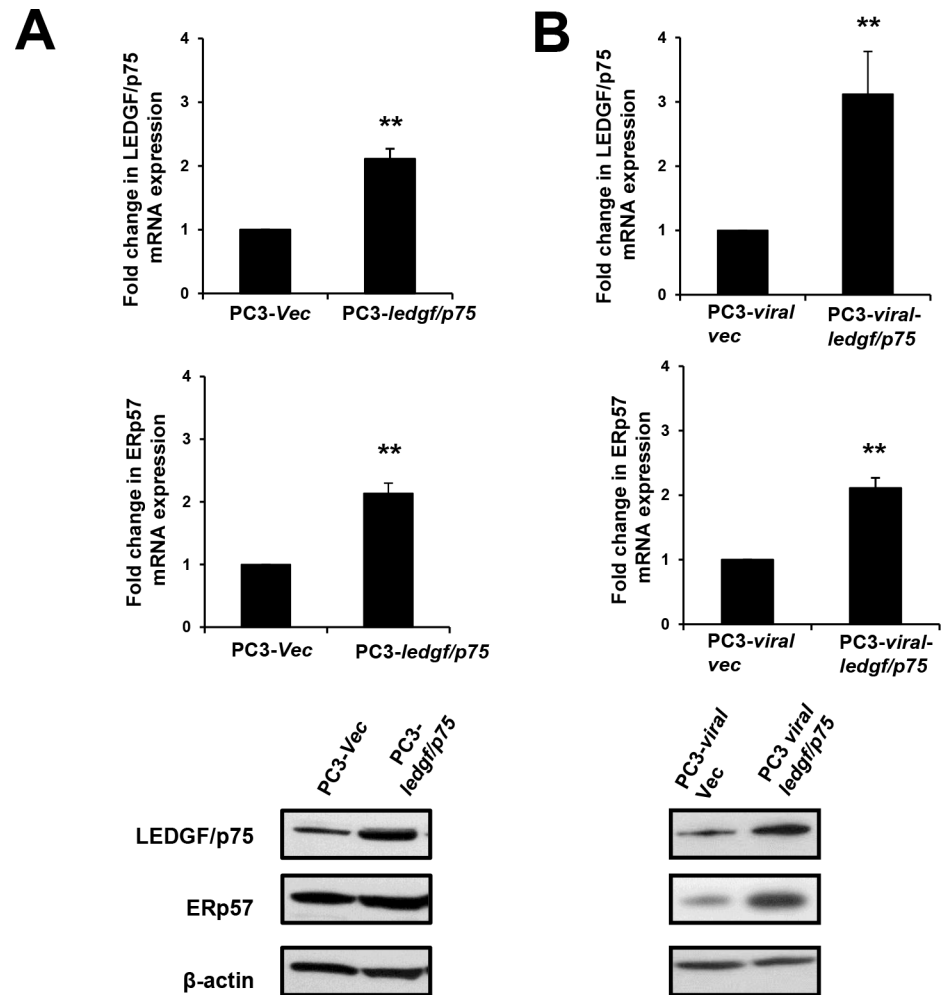 A
Fold change in LEDGF/p75
mRNA expression
4
3
2
1
0
**
PC3-Vec
PC3-ledgf/p75
Fold change in ERp57
mRNA expression
4
3
2
1
0
**
PC3-Vec
PC3-ledgf/p75
B
Fold change in LEDGF/p75
mRNA expression
4
3
2
1
0
**
PC3-viral
vec
PC3-viral-
ledgf/p75
Fold change in ERp57
mRNA expression
4
3
2
1
0
**
PC3-viral
vec
PC3-viral-
ledgf/p75
PC3-Vec
PC3-
ledgf/p75
PC3-viral
Vec
PC3 viral
ledgf/p75
LEDGF/p75
ERp57
β-actin